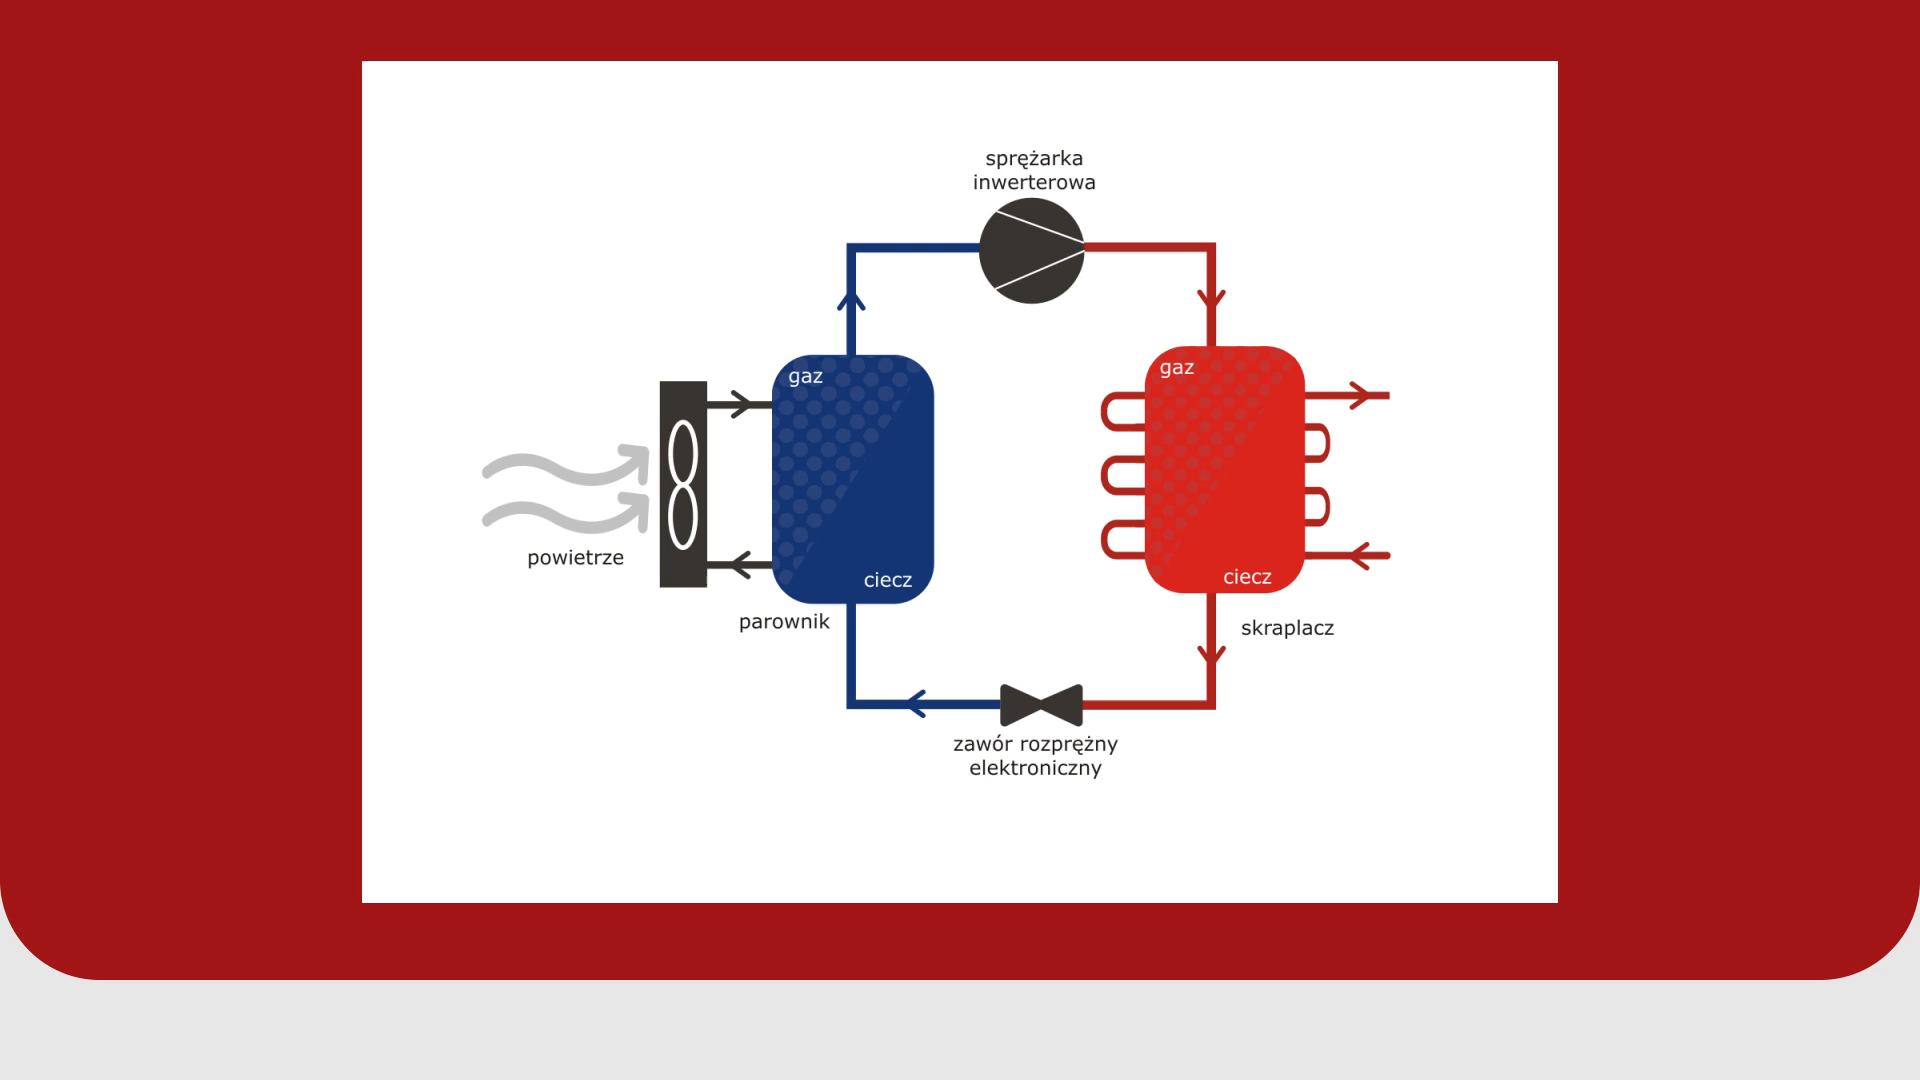 sprężarka
inwerterowa
gaz
gaz
powietrze
ciecz
ciecz
parownik
skraplacz
zawór rozprężny
elektroniczny